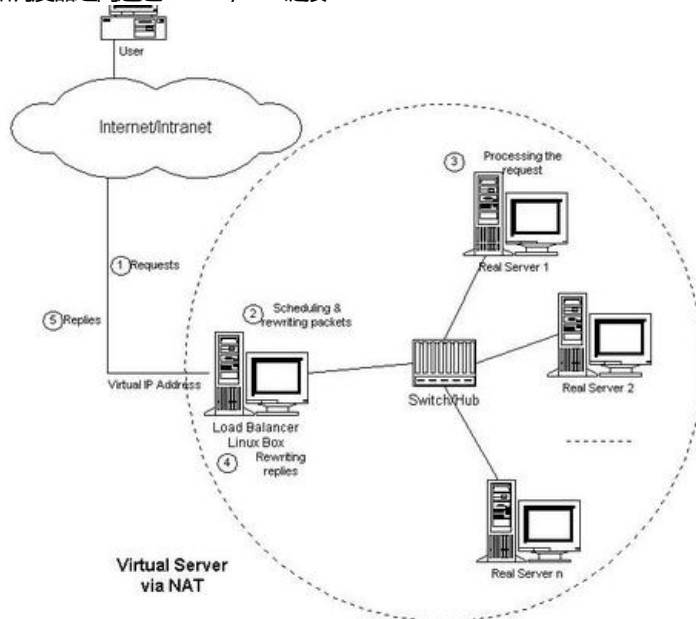 User
Internet/Intranet
3 Processing the
request
Real Server 1
1 Requests
5 Replies
2 Scheduling &
rewriting packets
Real Server 2
Virtual IP Address
Switch/Hub
Load Balancer
Linux Box
4 Rewriting
replies
Real Server n
Virtual Server
via NAT